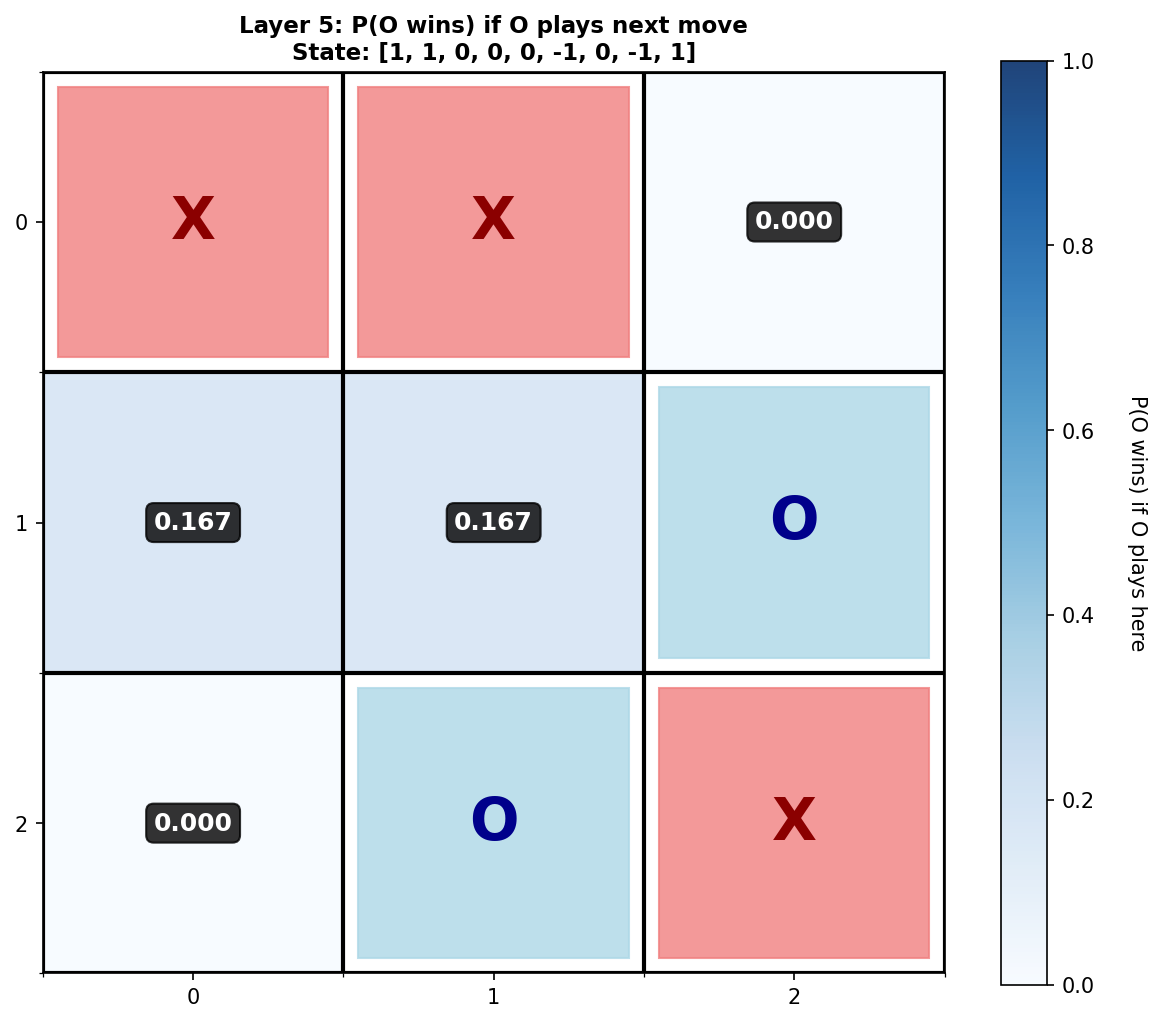 Layer 5: P(O wins) if O plays next move
State: [1, 1, 0, 0, 0, -1, 0, -1, 1]
0
X
X
0.000
1
0.167
0.167
O
2
0.000
O
X
0
1
2
1.0
0.8
0.6
0.4
0.2
0.0
P(O wins) if O plays here